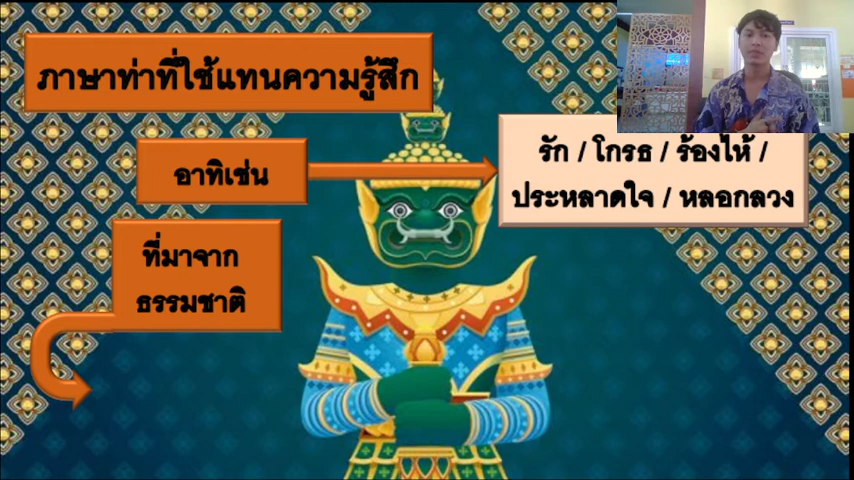 ภาษาท่าที่ใช้แทนความรู้สึก
อาทิเช่น
รัก / โกรธ / ร้องไห้ /
ประหลาดใจ / หลอกลวง
ที่มาจาก
ธรรมชาติ